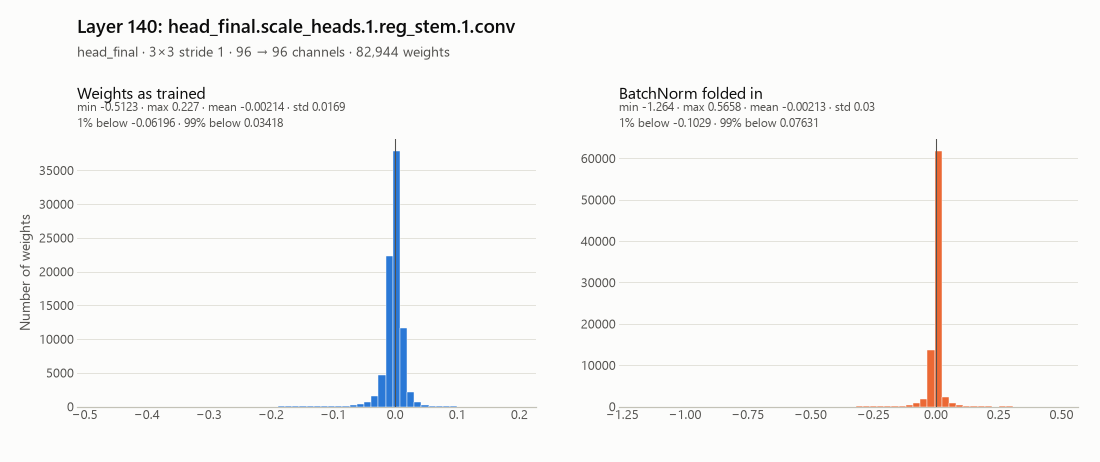 Layer 140: head_final.scale_heads.1.reg_stem.1.conv
head_final · 3×3 stride 1 · 96 → 96 channels · 82,944 weights
Weights as trained
min -0.5123 · max 0.227 · mean -0.00214 · std 0.0169
1% below -0.06196 · 99% below 0.03418
Number of weights
35000
30000
25000
20000
15000
10000
5000
0
−0.5 −0.4 −0.3 −0.2 −0.1 0.0 0.1 0.2
BatchNorm folded in
min -1.264 · max 0.5658 · mean -0.00213 · std 0.03
1% below -0.1029 · 99% below 0.07631
60000
50000
40000
30000
20000
10000
0
−1.25 −1.00 −0.75 −0.50 −0.25 0.00 0.25 0.50